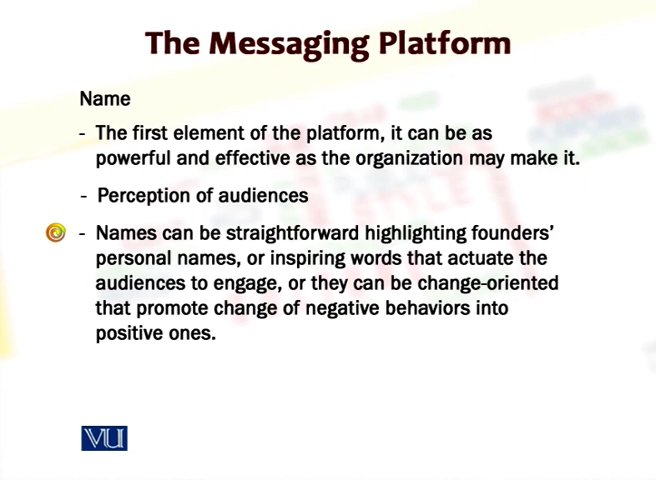 The Messaging Platform
Name
- The first element of the platform, it can be as
powerful and effective as the organization may make it.
- Perception of audiences
- Names can be straightforward highlighting founders'
personal names, or inspiring words that actuate the
audiences to engage, or they can be change-oriented
that promote change of negative behaviors into
positive ones.
VU